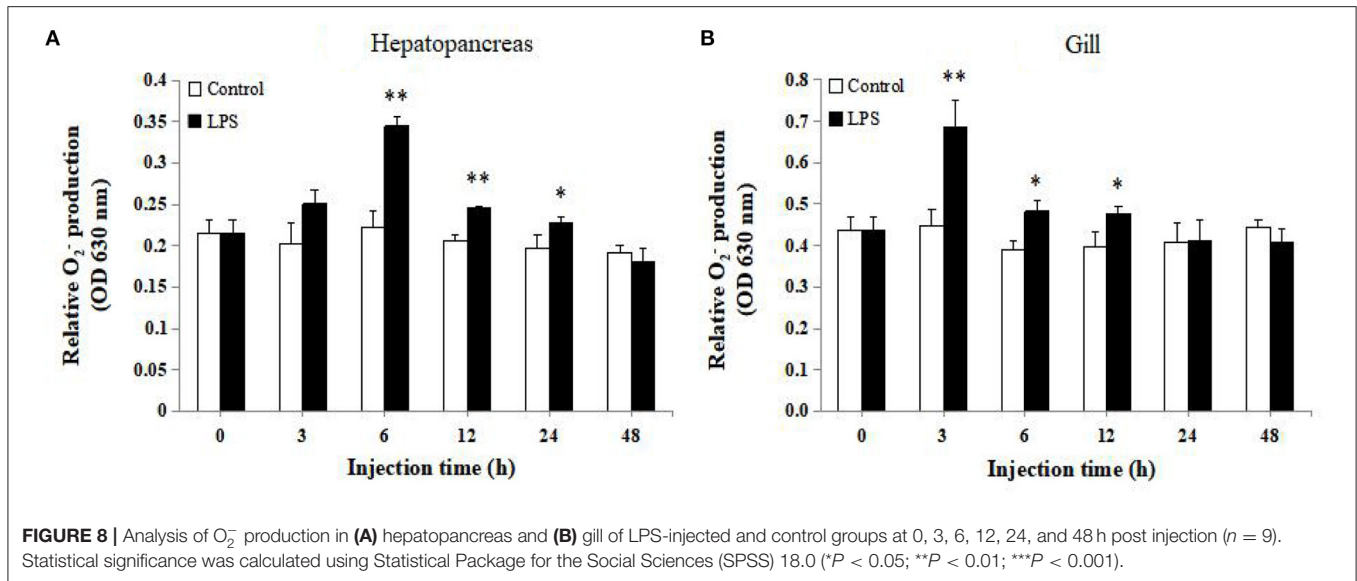 A
Hepatopancreas
Relative O₂⁻ production
(OD 630 nm)
0.4
0.35
0.3
0.25
0.2
0.15
0.1
0.05
0
Control
LPS
**
**
*
0 3 6 12 24 48
Injection time (h)
B
Gill
Relative O₂⁻ production
(OD 630 nm)
0.8
0.7
0.6
0.5
0.4
0.3
0.2
0.1
0.0
Control
LPS
**
*
*
0 3 6 12 24 48
Injection time (h)
FIGURE 8 | Analysis of O₂⁻ production in (A) hepatopancreas and (B) gill of LPS-injected and control groups at 0, 3, 6, 12, 24, and 48 h post injection (n = 9).
Statistical significance was calculated using Statistical Package for the Social Sciences (SPSS) 18.0 (*P < 0.05; **P < 0.01; ***P < 0.001).